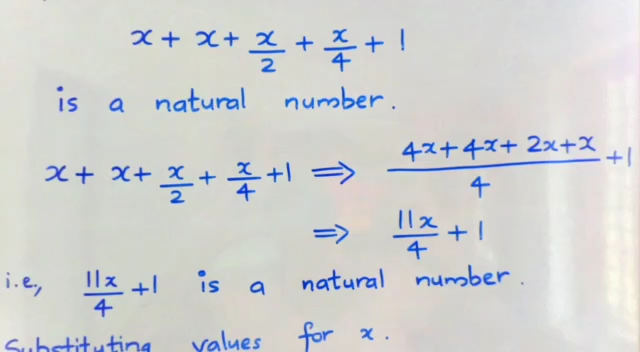 x + x + x/2 + x/4 + 1
is a natural number.
x + x + x/2 + x/4 + 1 ⟹ (4x + 4x + 2x + x)/4 + 1
⟹ 11x/4 + 1
i.e., 11x/4 + 1 is a natural number.
Substituting values for x.